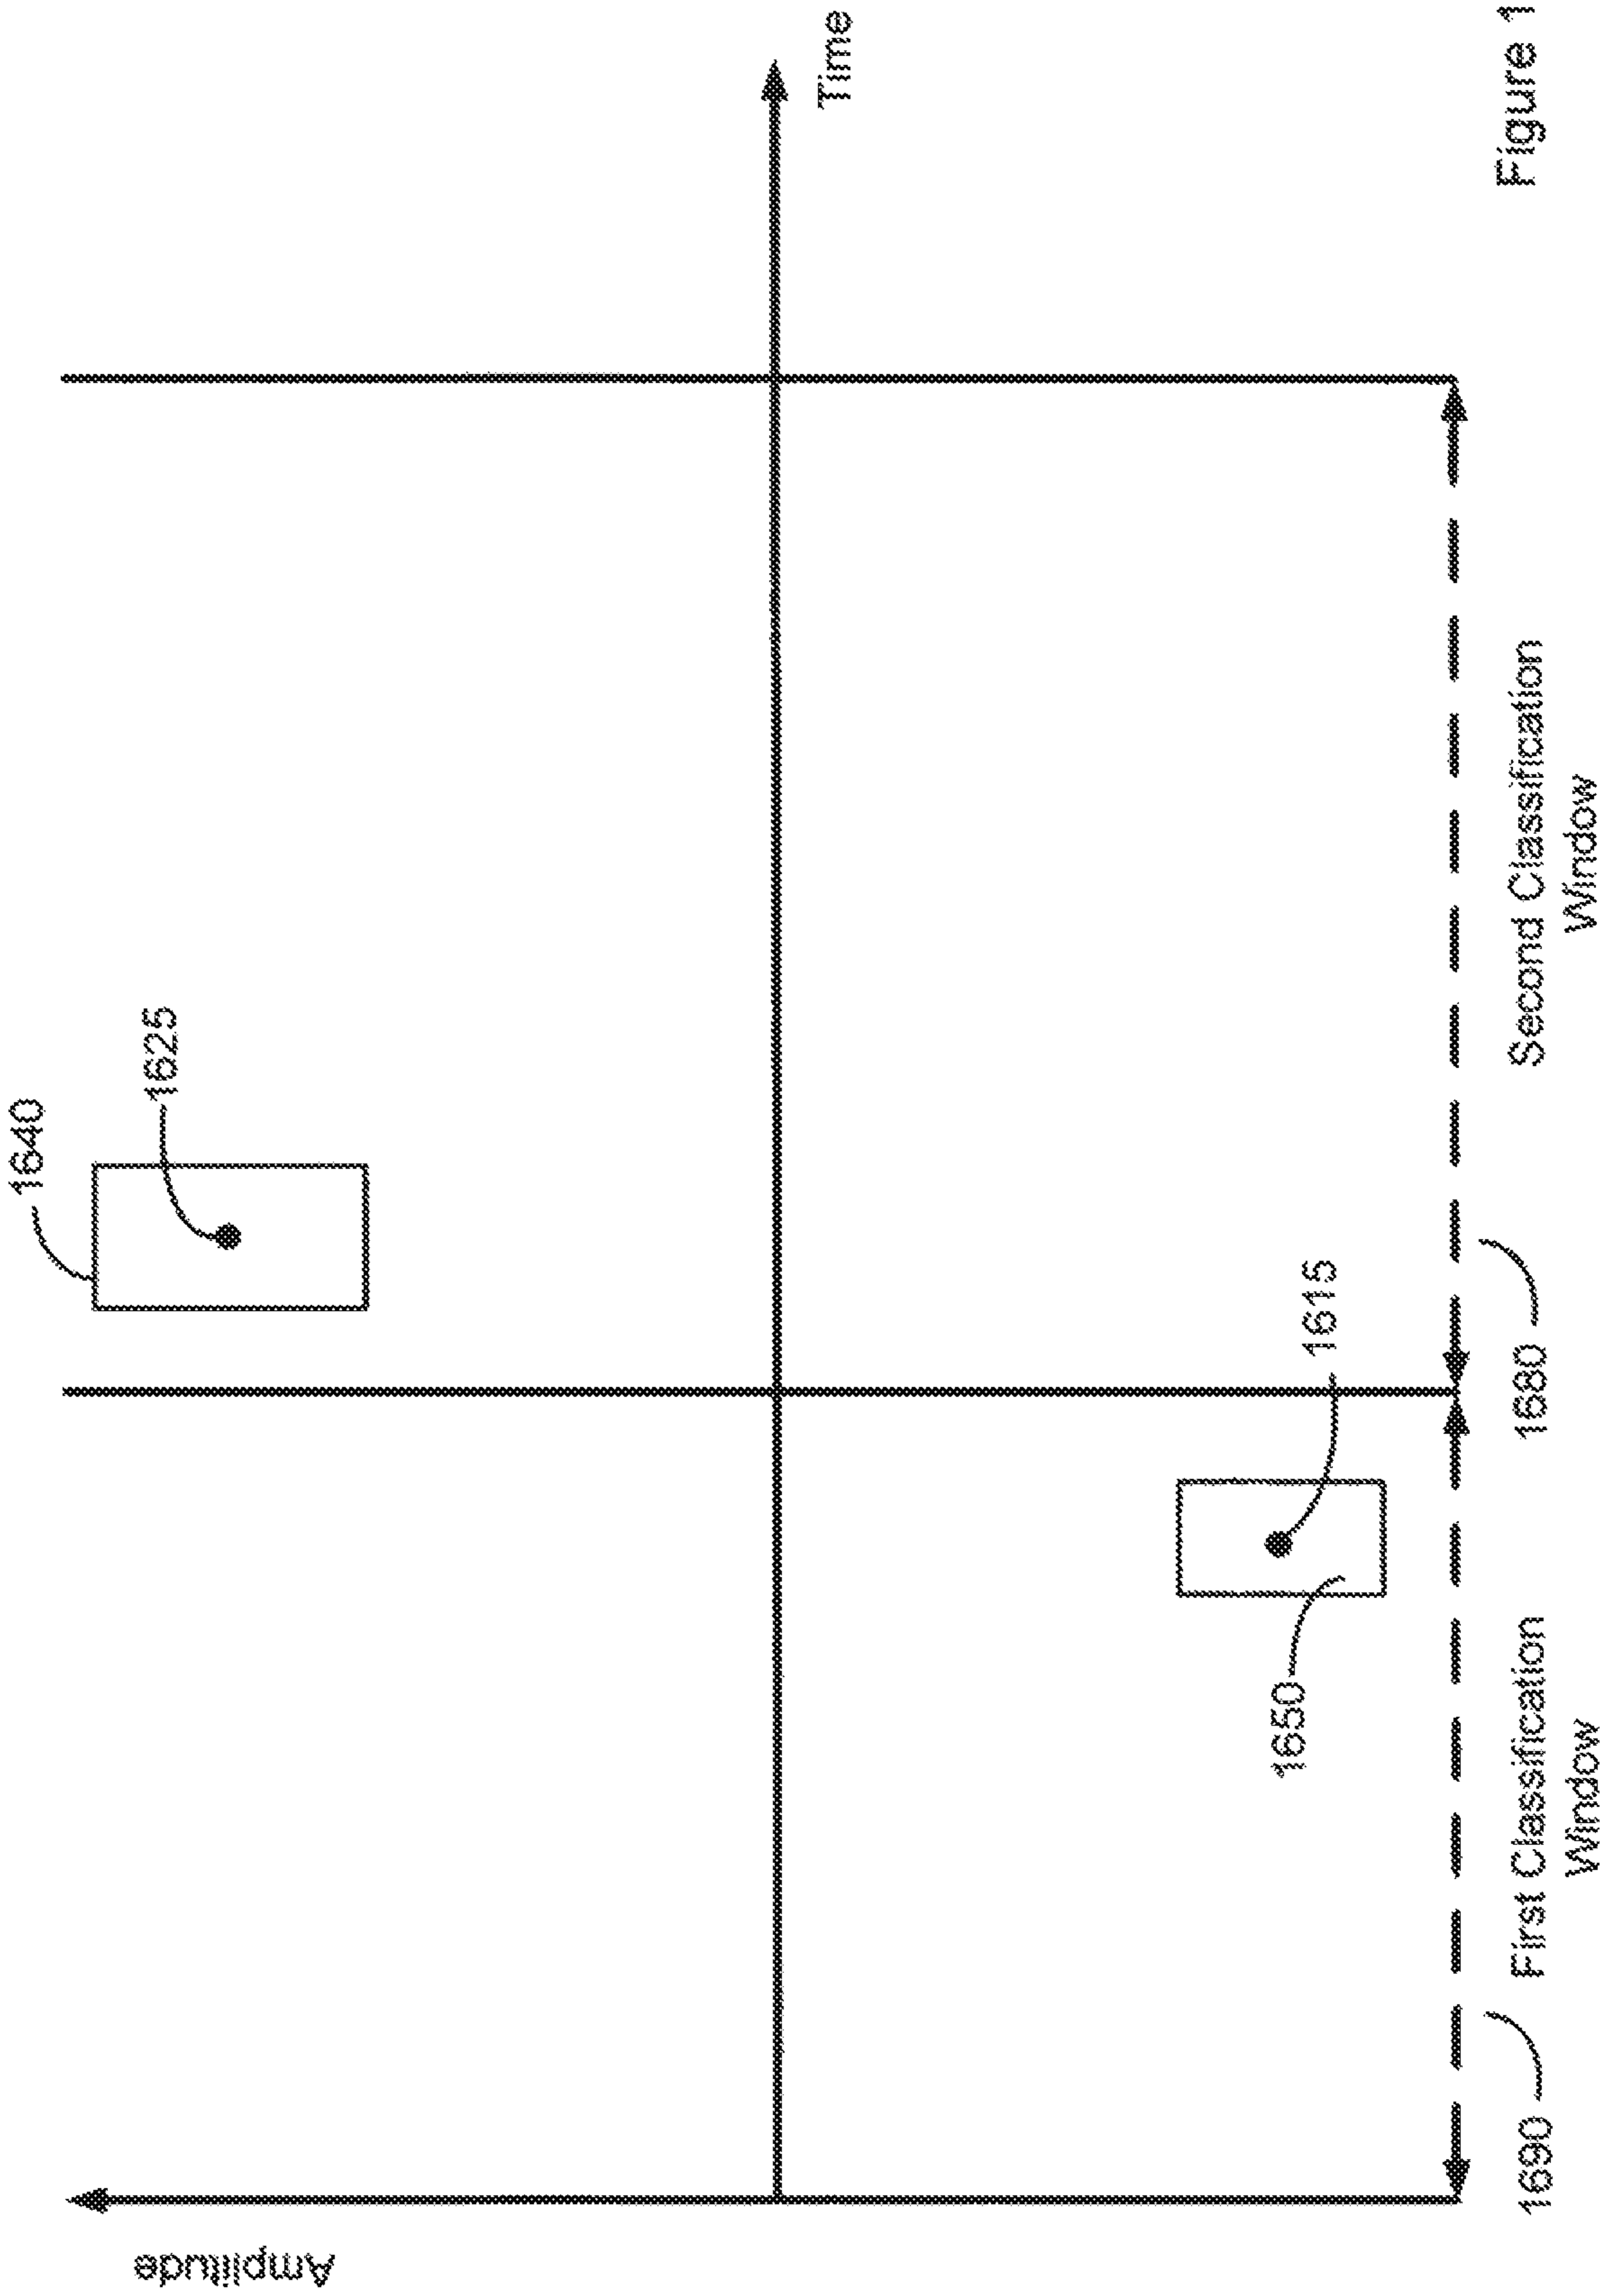 Amplitude
1640
1625
Time
1615
1650
1690
First Classification
Window
1680
Second Classification
Window
Figure 1